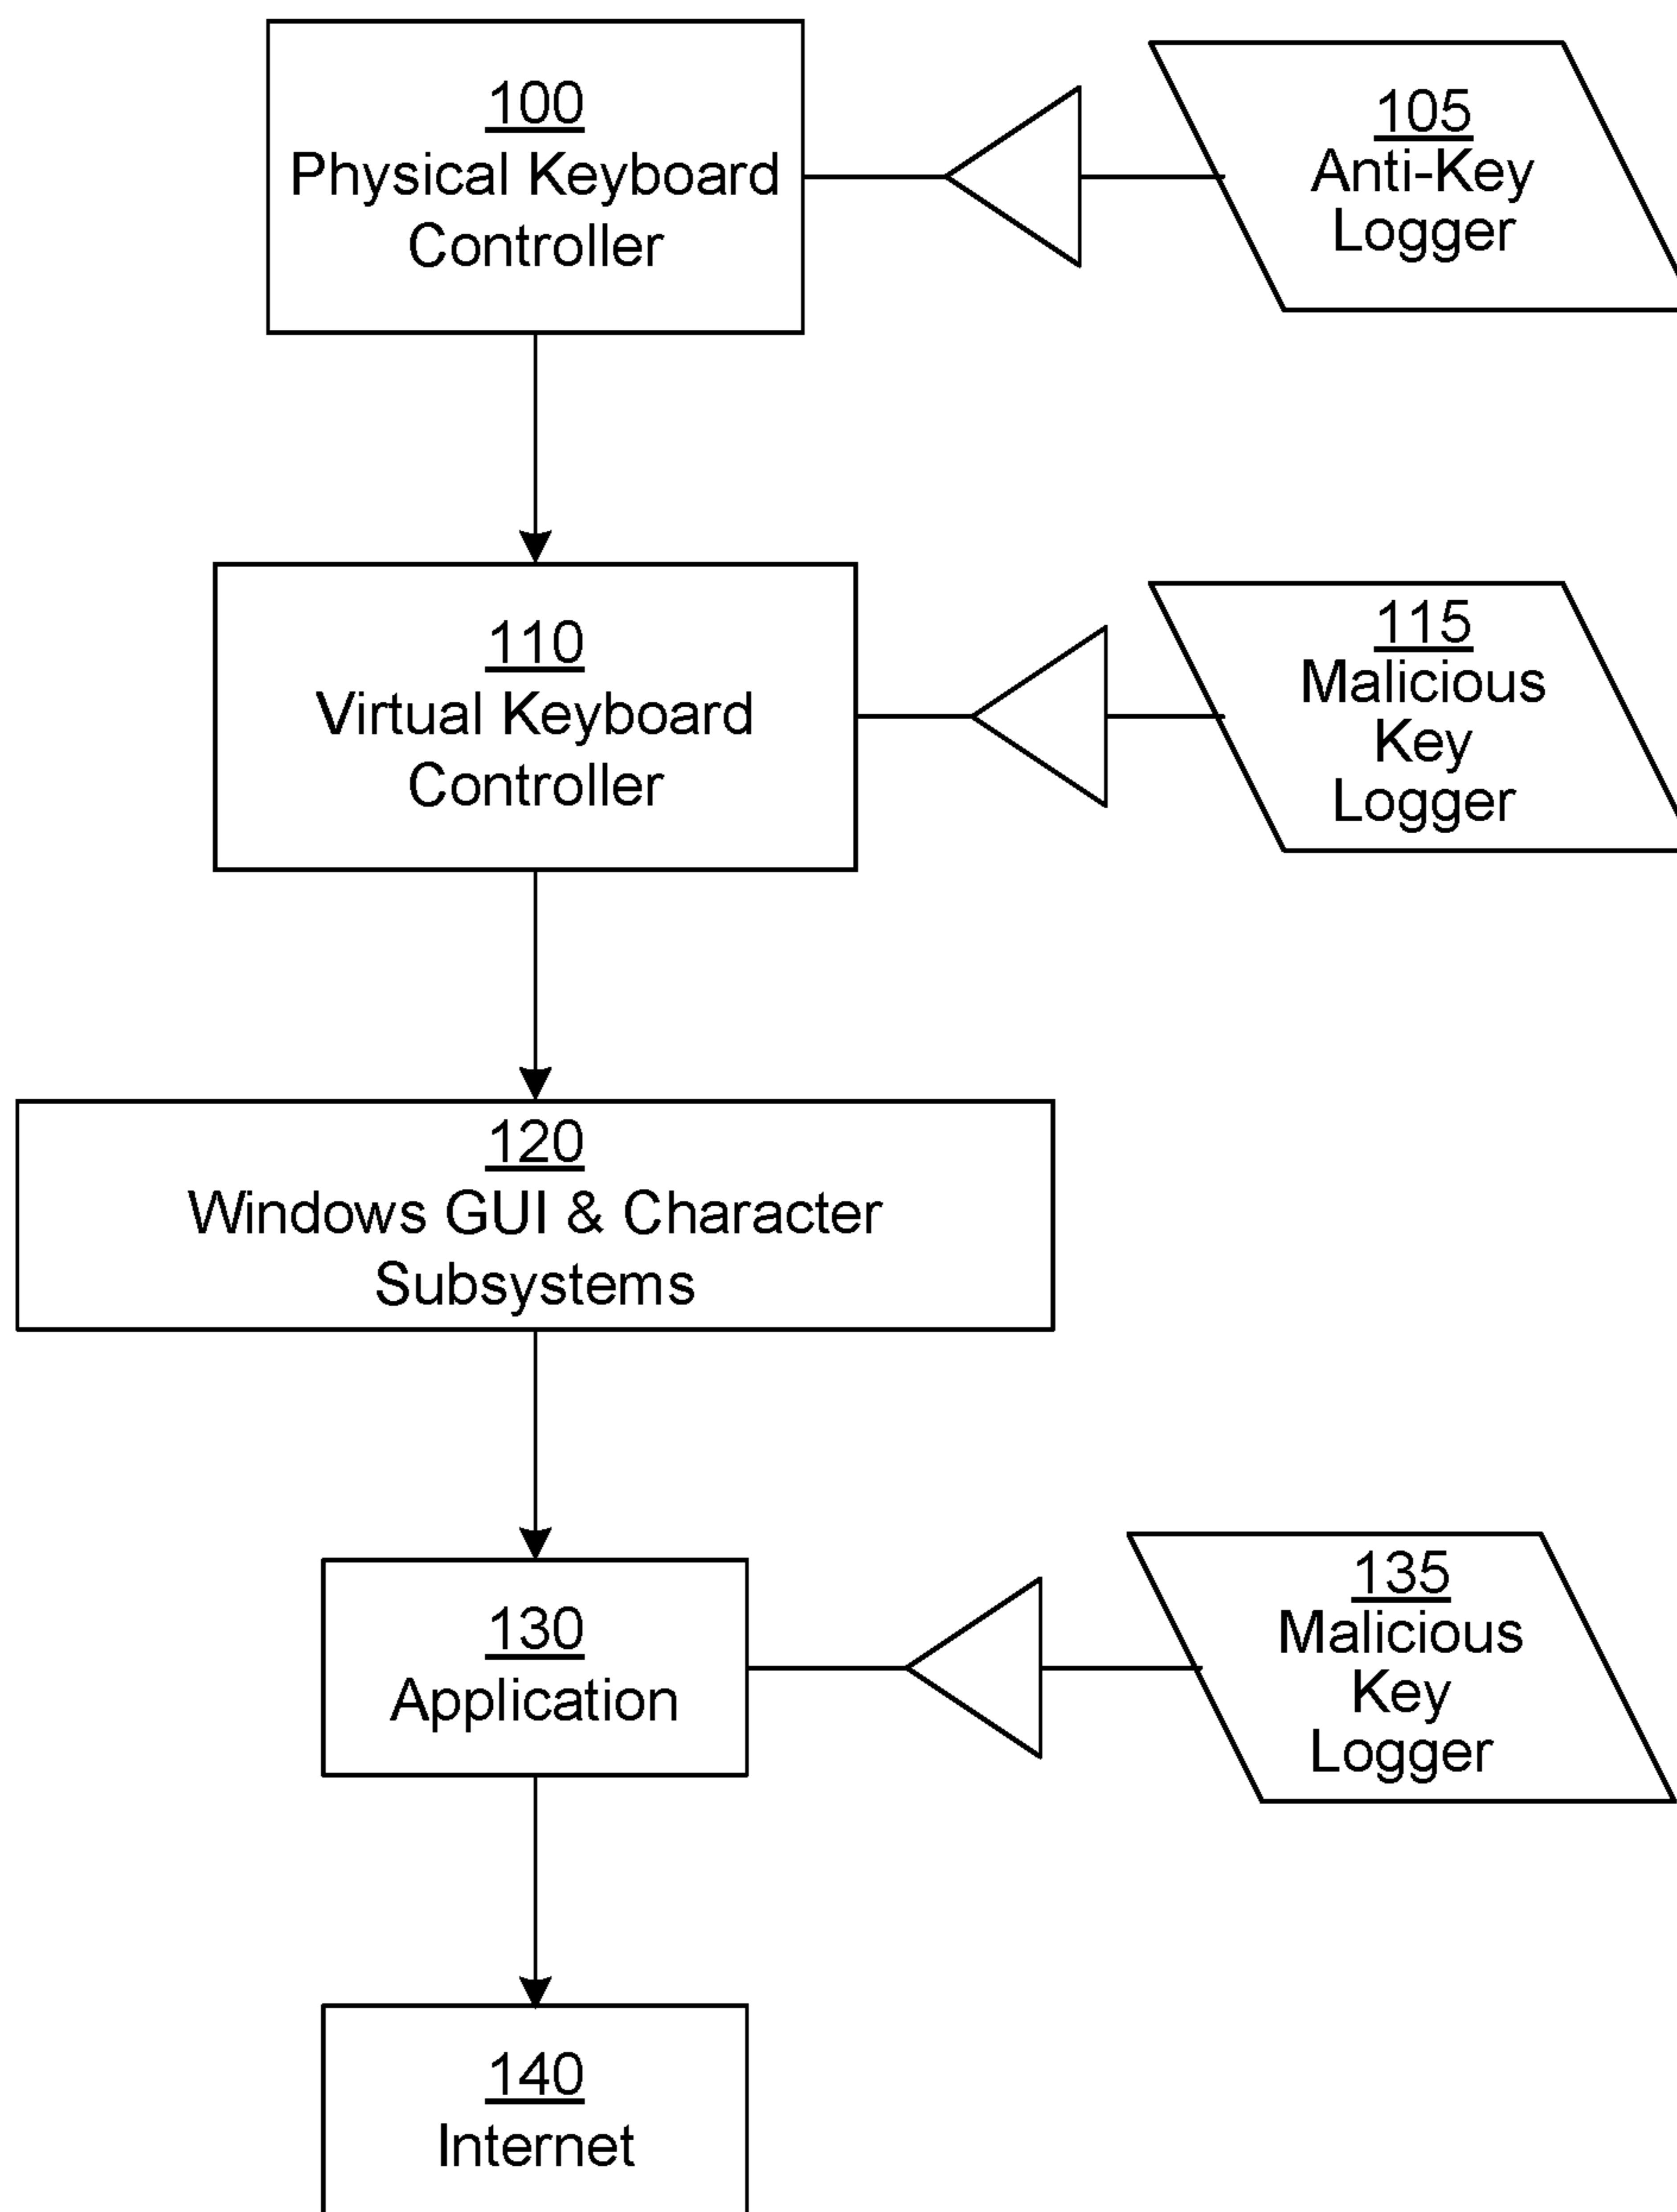 100
Physical Keyboard
Controller
105
Anti-Key
Logger
110
Virtual Keyboard
Controller
115
Malicious
Key
Logger
120
Windows GUI & Character
Subsystems
130
Application
135
Malicious
Key
Logger
140
Internet